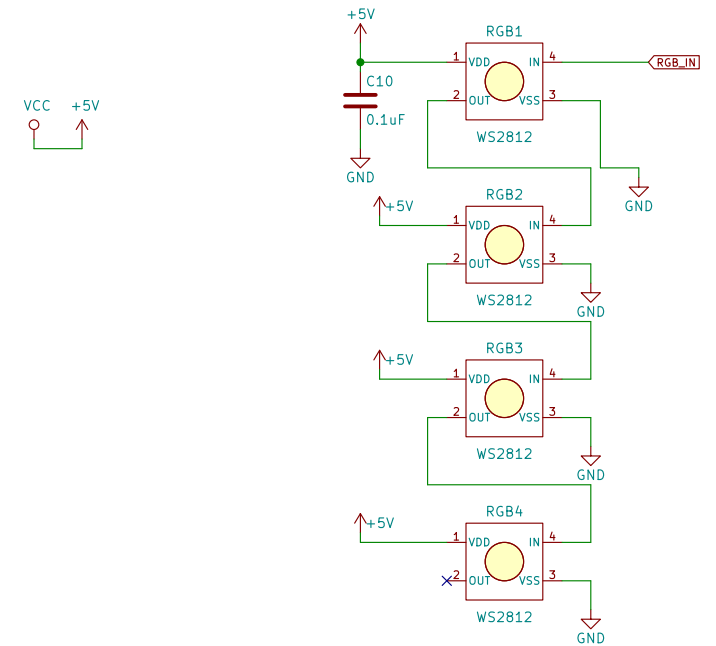 VCC +5V
+5V
C10
0.1uF
GND
RGB1
1 VDD IN 4
2 OUT VSS 3
WS2812
RGB_IN
GND
+5V
RGB2
1 VDD IN 4
2 OUT VSS 3
WS2812
GND
+5V
RGB3
1 VDD IN 4
2 OUT VSS 3
WS2812
GND
+5V
RGB4
1 VDD IN 4
2 OUT VSS 3
WS2812
GND